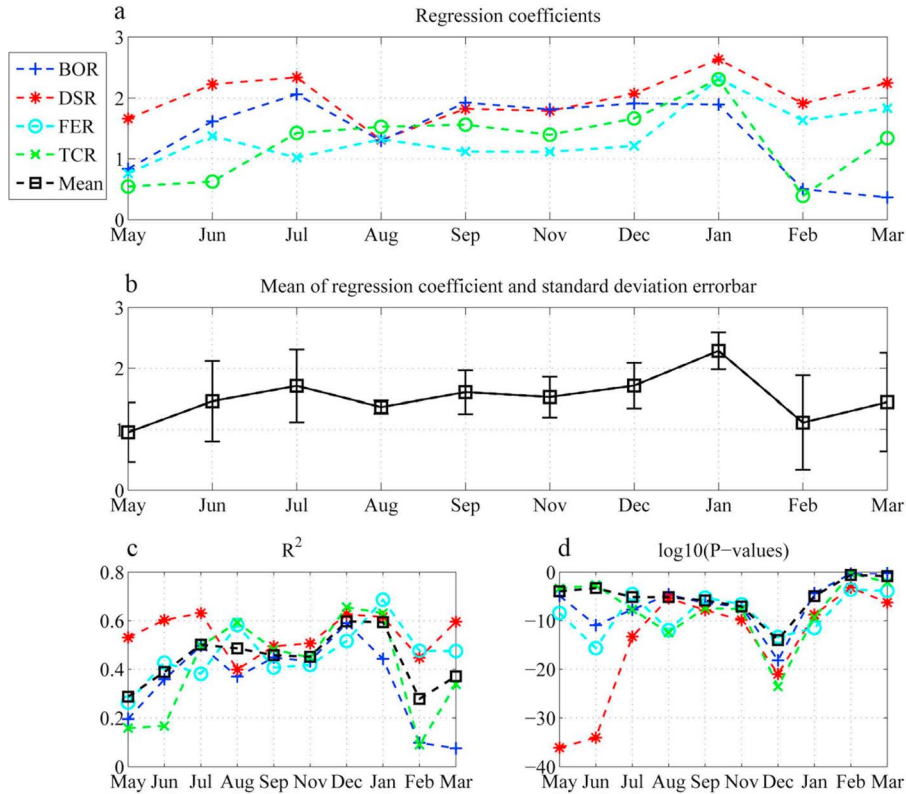 a
Regression coefficients
BOR
DSR
FER
TCR
Mean
3
2
1
0
May Jun Jul Aug Sep Nov Dec Jan Feb Mar
b
Mean of regression coefficient and standard deviation errorbar
3
2
1
0
May Jun Jul Aug Sep Nov Dec Jan Feb Mar
c
R²
0.8
0.6
0.4
0.2
0
May Jun Jul Aug Sep Nov Dec Jan Feb Mar
d
log10(P−values)
0
−10
−20
−30
−40
May Jun Jul Aug Sep Nov Dec Jan Feb Mar